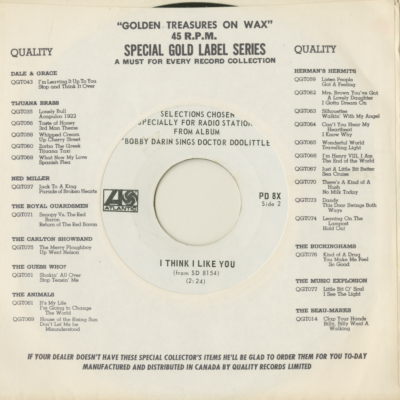 "GOLDEN TREASURES ON WAX"
45 R.P.M.
SPECIAL GOLD LABEL SERIES
A MUST FOR EVERY RECORD COLLECTION
QUALITY
DALE & GRACE
QGT043 I'm Leaving It Up To You
Stop and Think It Over
TIJUANA BRASS
QGT055 Lonely Bull
Acapulco 1922
QGT056 Taste of Honey
3rd Man Theme
QGT058 Whipped Cream
Up Cherry Street
QGT060 Zorba The Greek
Tijuana Taxi
QGT068 What Now My Love
Spanish Flea
NED MILLER
QGT037 Jack To A King
Parade of Broken Hearts
THE ROYAL GUARDSMEN
QGT071 Snoopy Vs. The Red
Baron
Return of The Red Baron
THE CARLTON SHOWBAND
QGT075 The Merry Ploughboy
Up Went Nelson
THE GUESS WHO?
QGT051 Shakin' All Over
Stop Teasin' Me
THE ANIMALS
QGT061 It's My Life
I'm Going to Change
The World
QGT069 House of the Rising Sun
Don't Let Me be
Misunderstood
SELECTIONS CHOSEN
SPECIALLY FOR RADIO STATION
FROM ALBUM
"BOBBY DARIN SINGS DOCTOR DOOLITTLE
ATLANTIC
PO 8X
Side 2
I THINK I LIKE YOU
(from SD 8154)
(2:24)
QUALITY
HERMAN'S HERMITS
QGT059 Listen People
Got A Feeling
QGT062 Mrs. Brown You've Got
A Lovely Daughter
I Gotta Dream On
QGT063 Silhouettes
Walkin' With My Angel
QGT064 Can't You Hear My
Heartbeat
I Know Why
QGT065 Wonderful World
Travelling Light
QGT066 I'm Henry VIII, I Am
The End of the World
QGT067 Just A Little Bit Better
Sea Cruise
QGT070 There's A Kind of A
Hush
No Milk Today
QGT073 Dandy
This Door Swings Both
Ways
QGT074 Leaning On The
Lamp post
Hold On!
THE BUCKINGHAMS
QGT076 Kind of A Drag
You Make Me Feel
So Good
THE MUSIC EXPLOSION
QGT077 Little Bit O' Soul
I See The Light
THE BEAU-MARKS
QGT014 Clap Your Hands
Billy, Billy Went A
Walking
IF YOUR DEALER DOESN'T HAVE THESE SPECIAL COLLECTOR'S ITEMS HE'LL BE GLAD TO ORDER THEM FOR YOU TO-DAY
MANUFACTURED AND DISTRIBUTED IN CANADA BY QUALITY RECORDS LIMITED